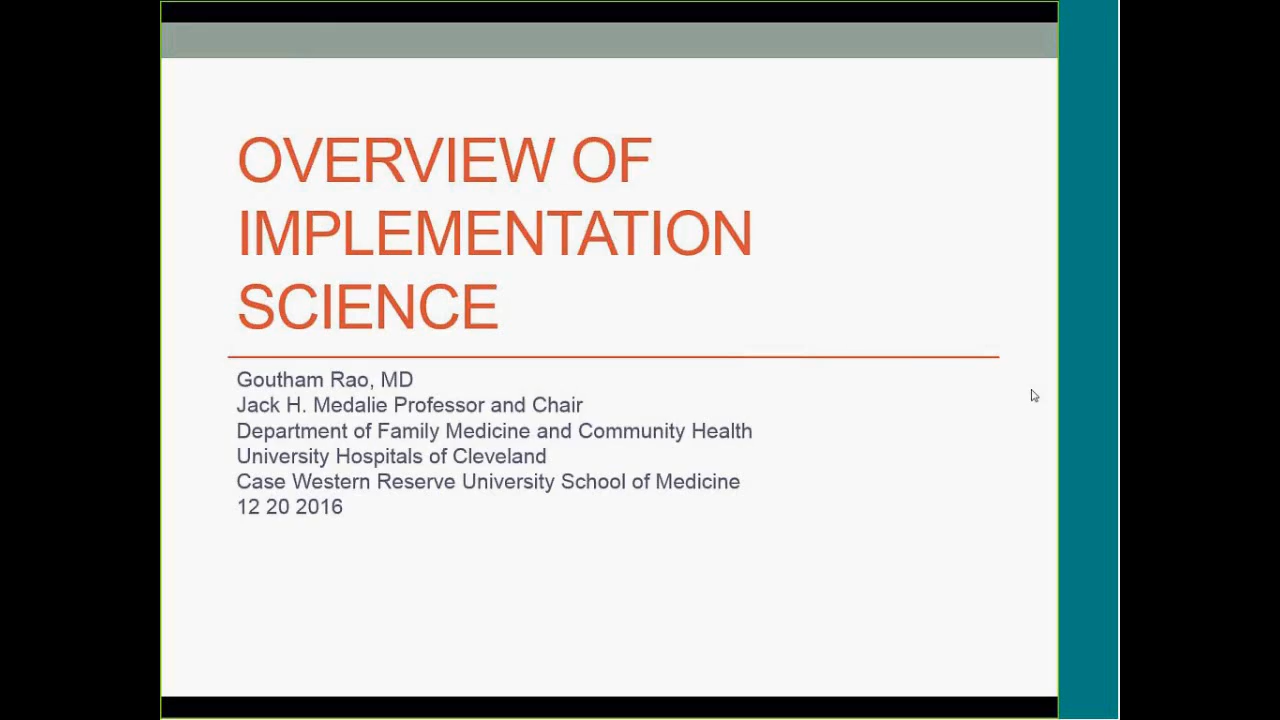 OVERVIEW OF
IMPLEMENTATION
SCIENCE
Goutham Rao, MD
Jack H. Medalie Professor and Chair
Department of Family Medicine and Community Health
University Hospitals of Cleveland
Case Western Reserve University School of Medicine
12 20 2016